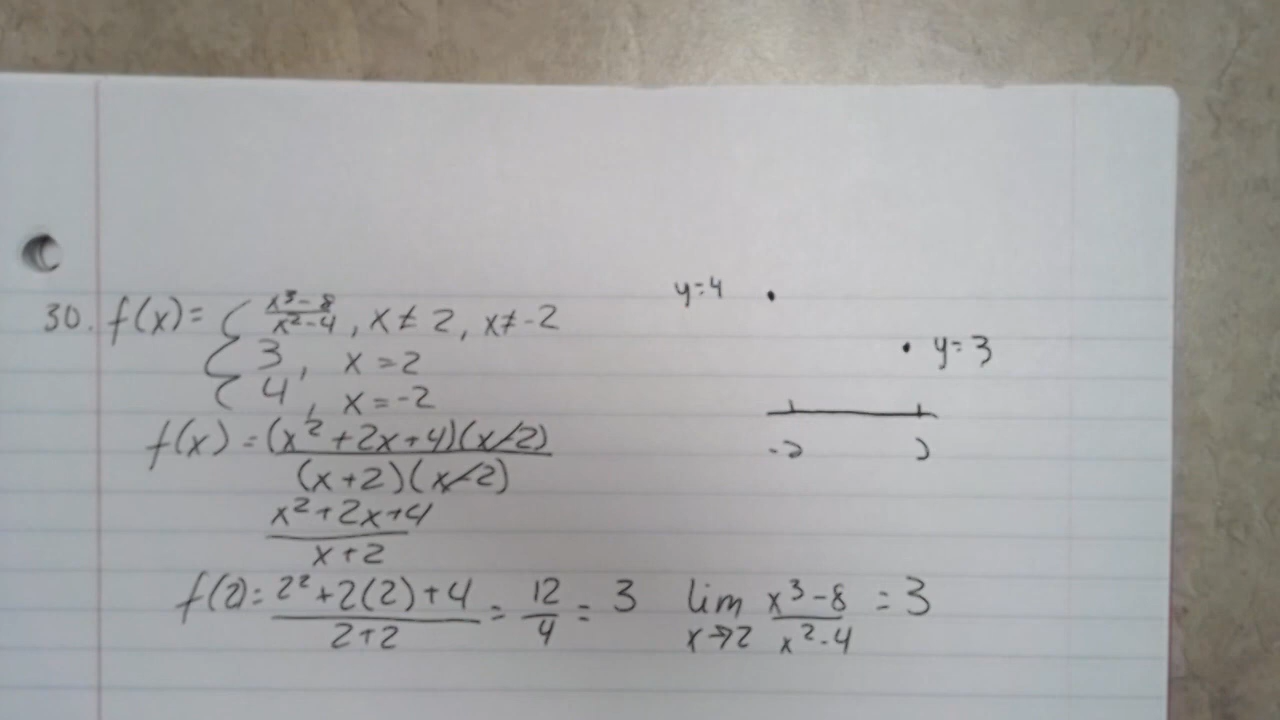 30. f(x) = { x³-8 / x²-4 , x ≠ 2, x ≠ -2
3, x = 2
4, x = -2
y=4
y=3
-2 2
f(x) = (x²+2x+4)(x-2) / (x+2)(x-2)
x²+2x+4 / x+2
f(2) = 2²+2(2)+4 / 2+2 = 12/4 = 3 lim x→2 x³-8 / x²-4 = 3